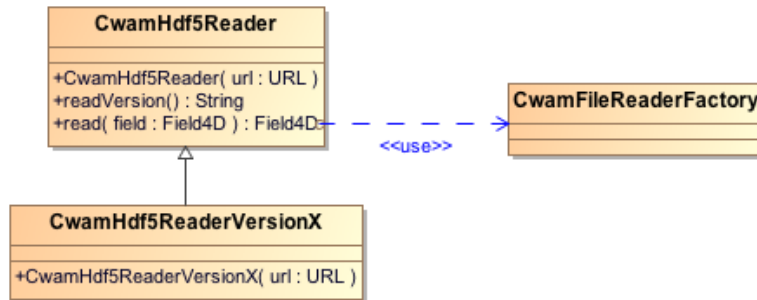 CwamHdf5Reader
+CwamHdf5Reader( url : URL )
+readVersion() : String
+read( field : Field4D ) : Field4D
CwamFileReaderFactory
<<use>>
CwamHdf5ReaderVersionX
+CwamHdf5ReaderVersionX( url : URL )